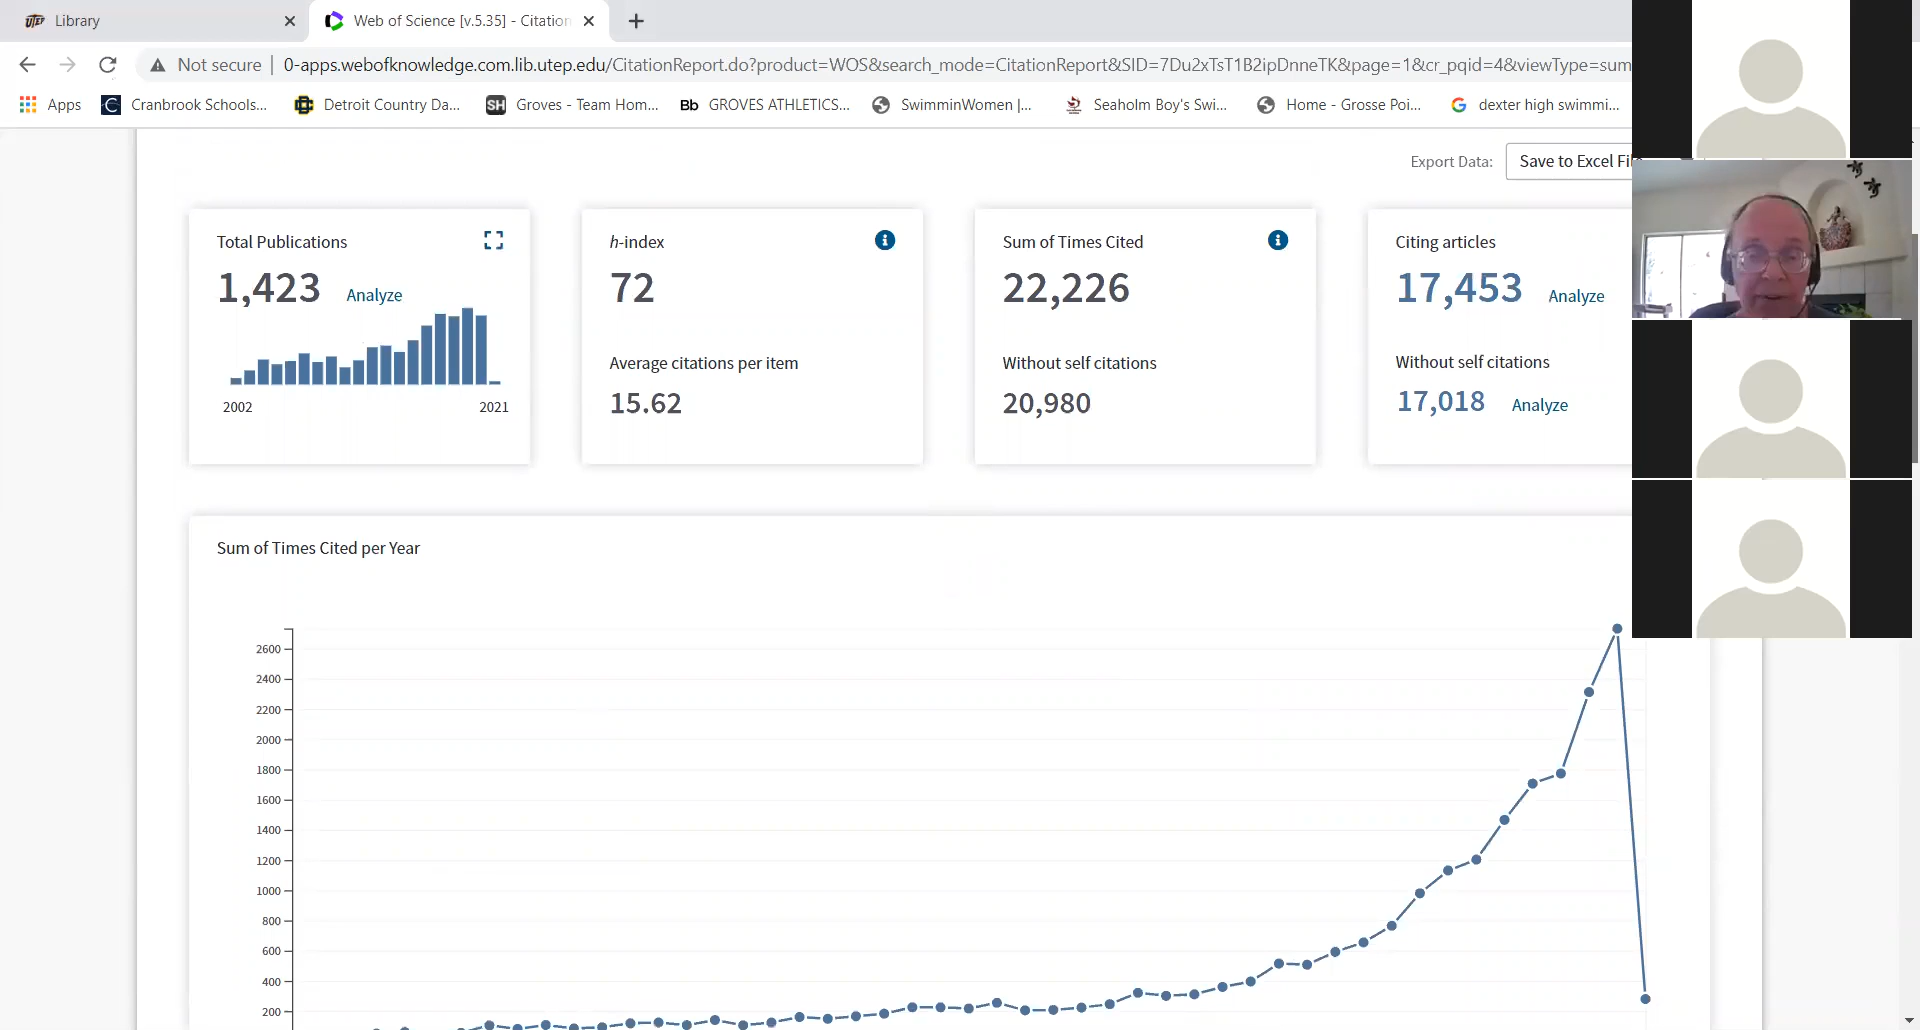 Library
Web of Science [v.5.35] - Citation
Not secure
0-apps.webofknowledge.com.lib.utep.edu/CitationReport.do?product=WOS&search_mode=CitationReport&SID=7Du2xTsT1B2ipDnneTK&page=1&cr_pqid=4&viewType=sum
Apps
Cranbrook Schools...
Detroit Country Da...
SH Groves - Team Hom...
Bb GROVES ATHLETICS...
SwimminWomen |...
Seaholm Boy's Swi...
Home - Grosse Poi...
dexter high swimmi...
Export Data: Save to Excel Fil
Total Publications
1,423 Analyze
2002 2021
h-index
72
Average citations per item
15.62
Sum of Times Cited
22,226
Without self citations
20,980
Citing articles
17,453 Analyze
Without self citations
17,018 Analyze
Sum of Times Cited per Year
2600
2400
2200
2000
1800
1600
1400
1200
1000
800
600
400
200